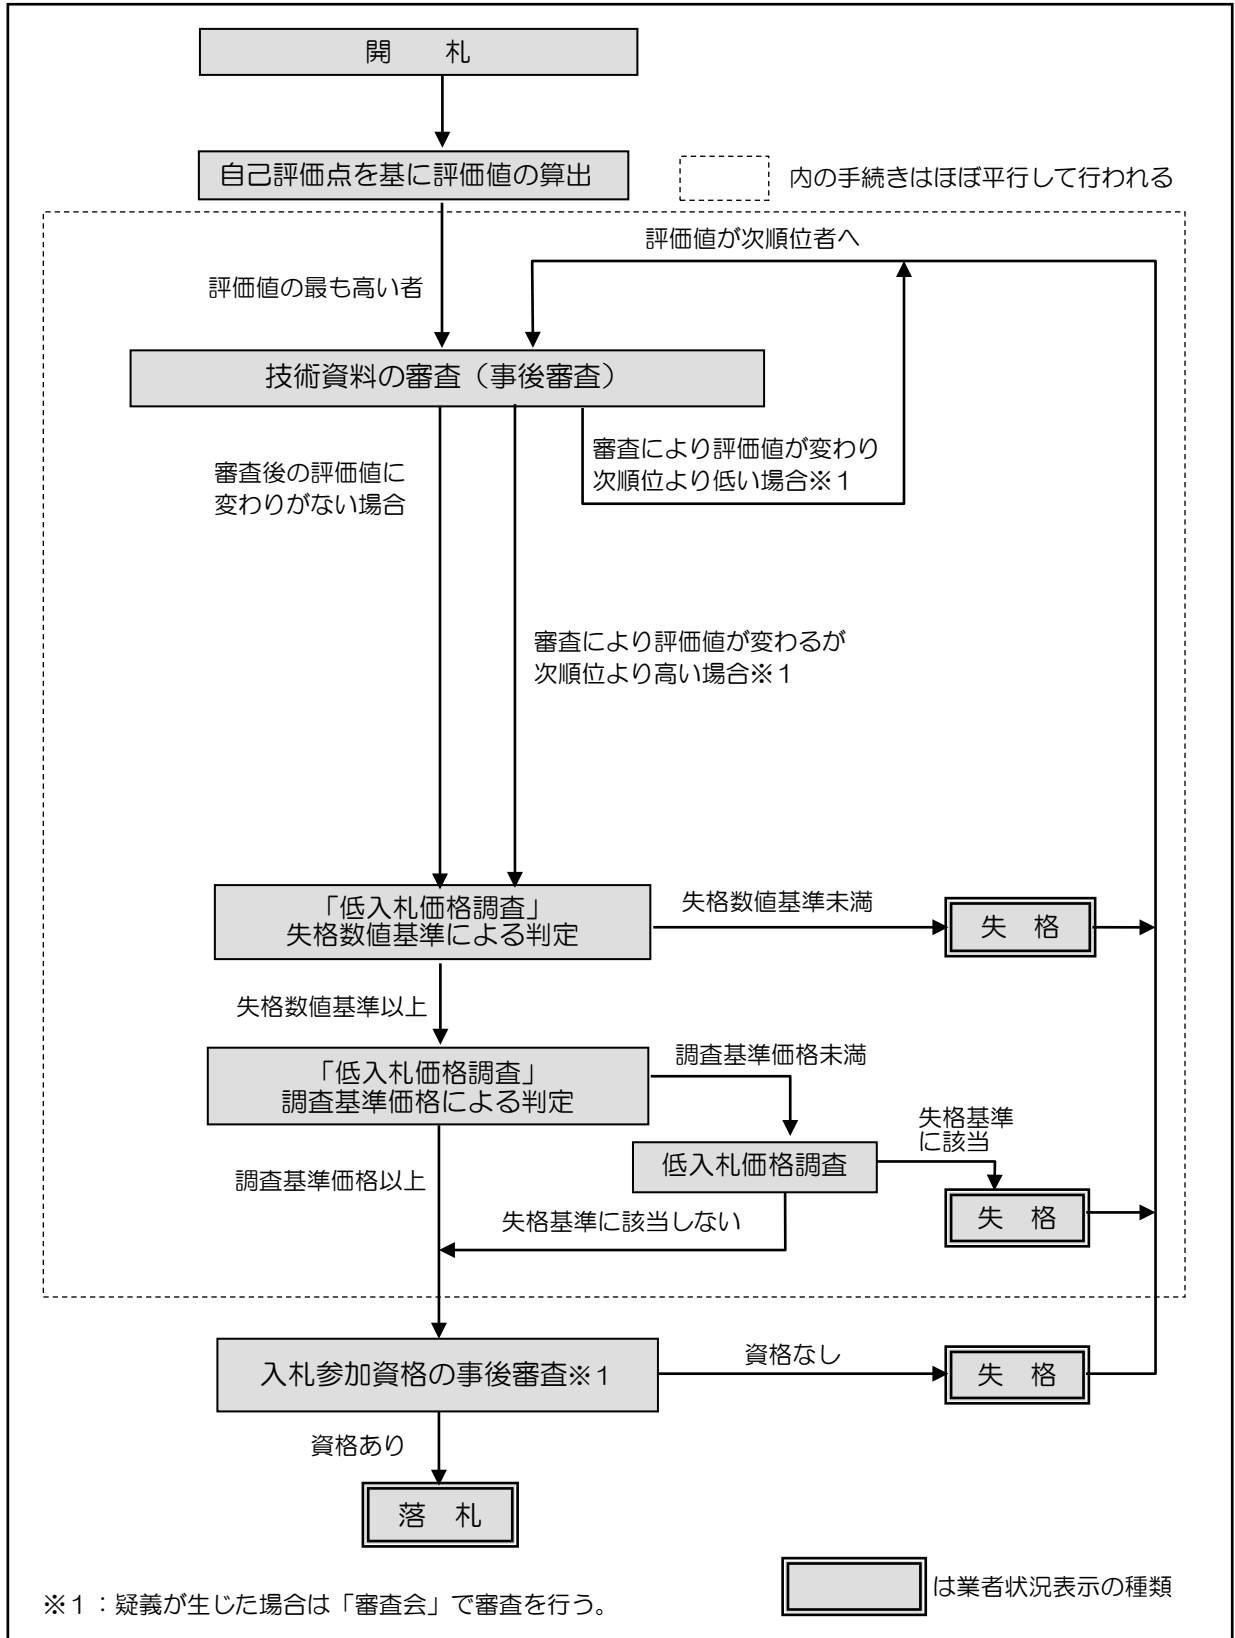 開　　札
自己評価点を基に評価値の算出
内の手続きはほぼ平行して行われる
評価値が次順位者へ
評価値の最も高い者
技術資料の審査（事後審査）
審査により評価値が変わり
次順位より低い場合※１
審査後の評価値に
変わりがない場合
審査により評価値が変わるが
次順位より高い場合※１
「低入札価格調査」
失格数値基準による判定
失格数値基準未満
失　格
失格数値基準以上
「低入札価格調査」
調査基準価格による判定
調査基準価格未満
失格基準
に該当
低入札価格調査
調査基準価格以上
失格基準に該当しない
失　格
入札参加資格の事後審査※１
資格なし
失　格
資格あり
落　札
は業者状況表示の種類
※１：疑義が生じた場合は「審査会」で審査を行う。